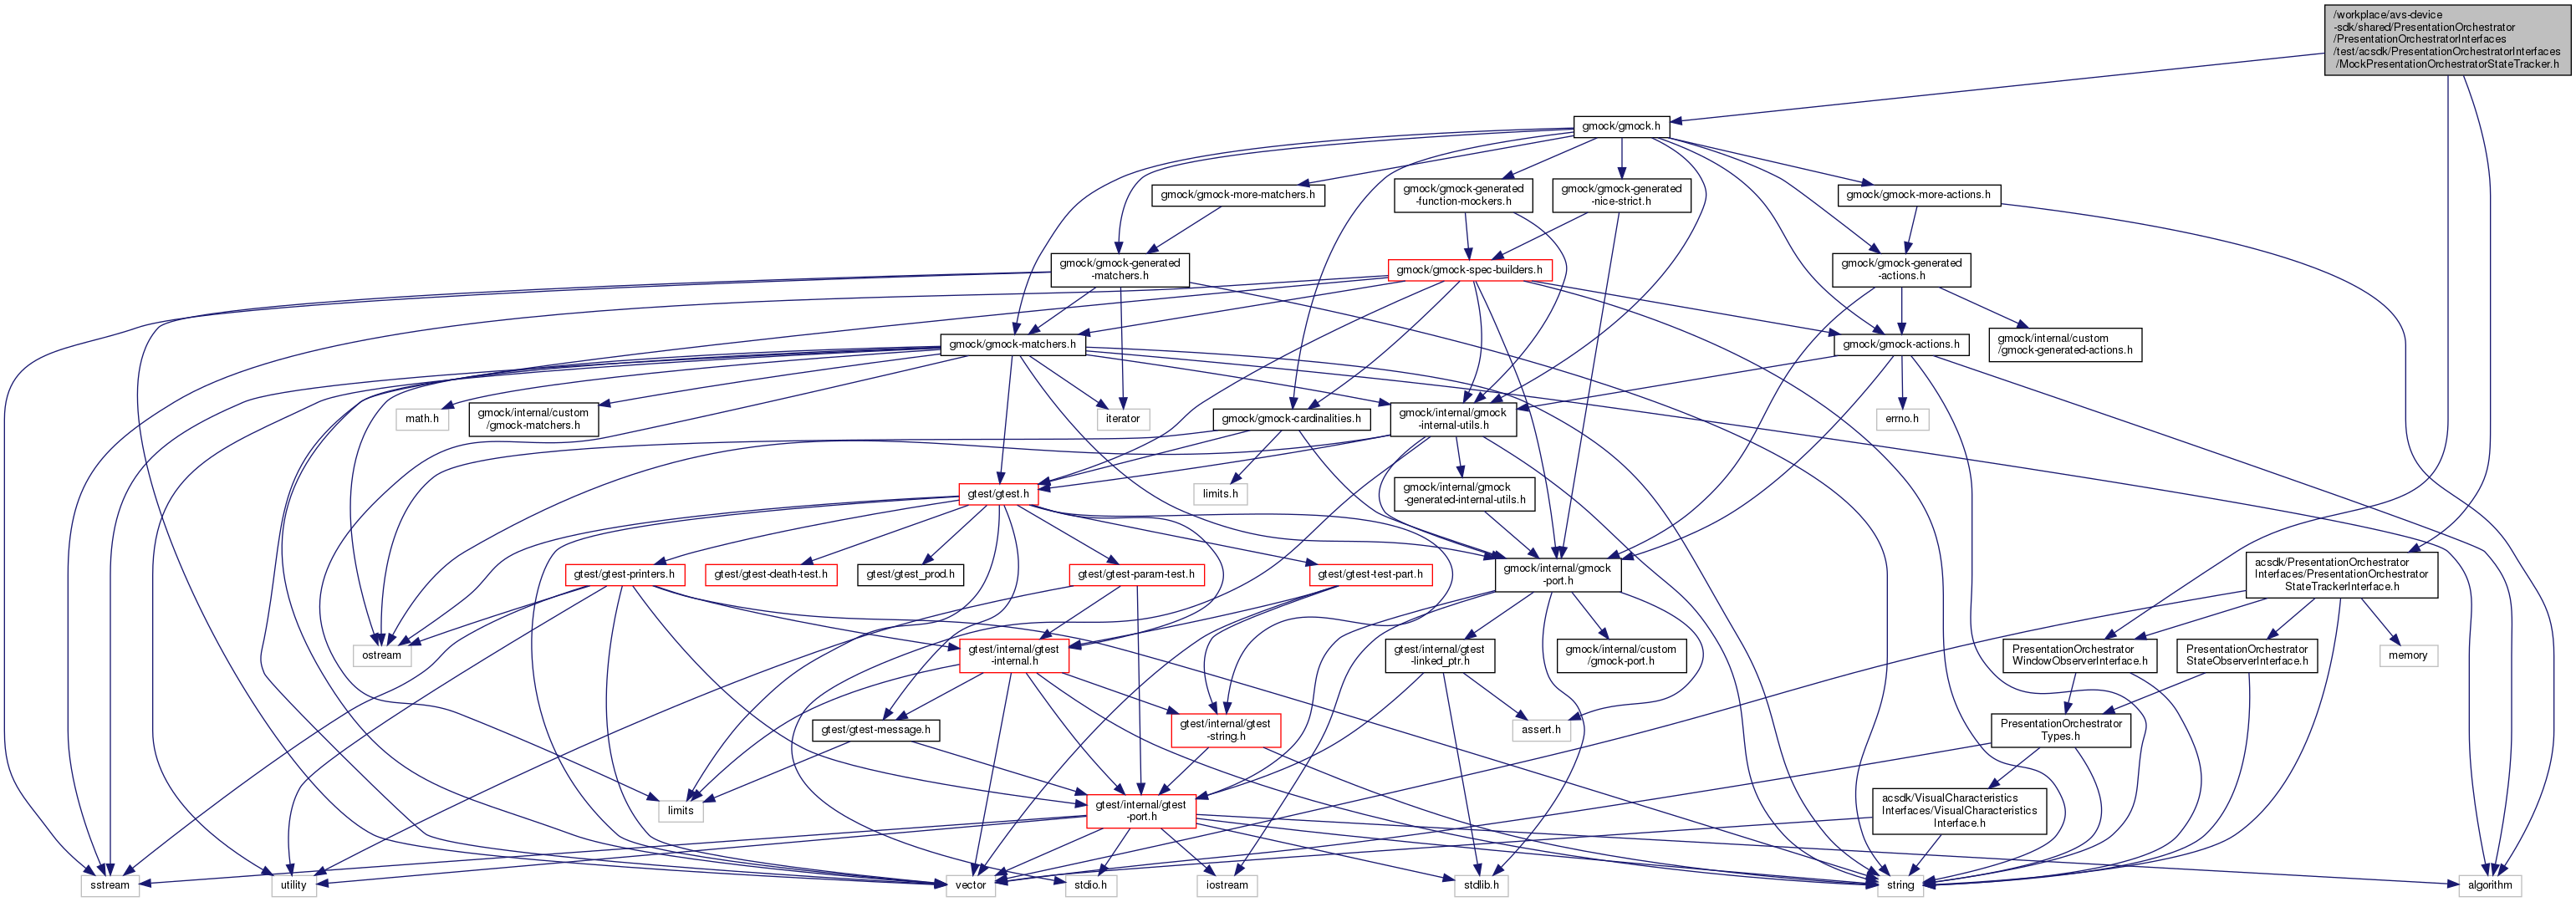 /workplace/avs-device
-sdk/shared/PresentationOrchestrator
/PresentationOrchestratorInterfaces
/test/acsdk/PresentationOrchestratorInterfaces
/MockPresentationOrchestratorStateTracker.h
gmock/gmock.h
gmock/gmock-more-matchers.h
gmock/gmock-generated
-function-mockers.h
gmock/gmock-generated
-nice-strict.h
gmock/gmock-more-actions.h
gmock/gmock-generated
-matchers.h
gmock/gmock-spec-builders.h
gmock/gmock-generated
-actions.h
gmock/gmock-matchers.h
gmock/gmock-actions.h
gmock/internal/custom
/gmock-generated-actions.h
math.h
gmock/internal/custom
/gmock-matchers.h
iterator
gmock/gmock-cardinalities.h
gmock/internal/gmock
-internal-utils.h
errno.h
gtest/gtest.h
limits.h
gmock/internal/gmock
-generated-internal-utils.h
gtest/gtest-printers.h
gtest/gtest-death-test.h
gtest/gtest_prod.h
gtest/gtest-param-test.h
gtest/gtest-test-part.h
gmock/internal/gmock
-port.h
acsdk/PresentationOrchestrator
Interfaces/PresentationOrchestrator
StateTrackerInterface.h
ostream
gtest/internal/gtest
-internal.h
gtest/internal/gtest
-linked_ptr.h
gmock/internal/custom
/gmock-port.h
PresentationOrchestrator
WindowObserverInterface.h
PresentationOrchestrator
StateObserverInterface.h
memory
gtest/gtest-message.h
gtest/internal/gtest
-string.h
assert.h
PresentationOrchestrator
Types.h
limits
gtest/internal/gtest
-port.h
acsdk/VisualCharacteristics
Interfaces/VisualCharacteristics
Interface.h
sstream
utility
vector
stdio.h
iostream
stdlib.h
string
algorithm